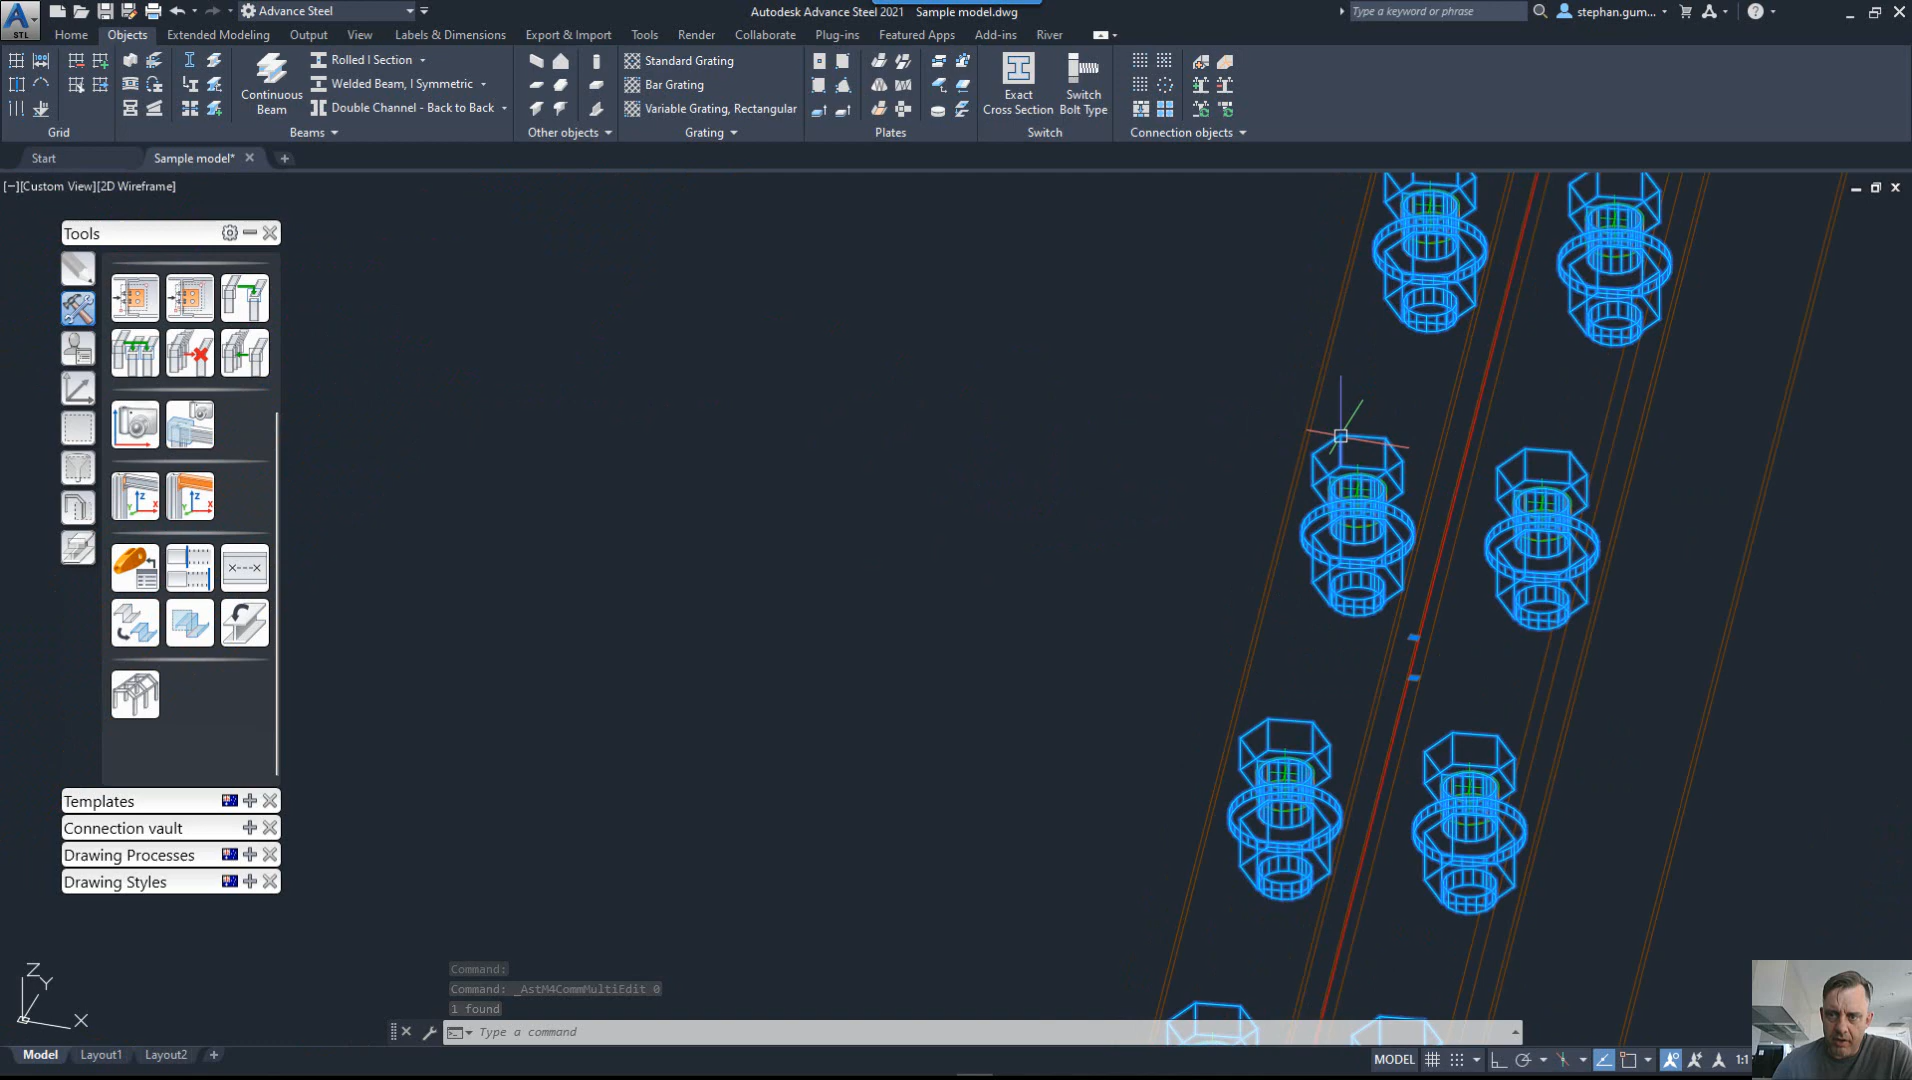 Advance Steel
Autodesk Advance Steel 2021 Sample model.dwg
Type a keyword or phrase
stephan.gum...
STL
Home Objects Extended Modeling Output View Labels & Dimensions Export & Import Tools Render Collaborate Plug-ins Featured Apps Add-ins River
Continuous Beam
Rolled I Section
Welded Beam, I Symmetric
Double Channel - Back to Back
Standard Grating
Bar Grating
Variable Grating, Rectangular
Exact Cross Section
Switch Bolt Type
Grid Beams Other objects Grating Plates Switch Connection objects
Start Sample model*
[−][Custom View][2D Wireframe]
Tools
Templates
Connection vault
Drawing Processes
Drawing Styles
Z
Y
X
Command:
Command: _AstM4CommMultiEdit 0
1 found
Type a command
Model Layout1 Layout2
MODEL
1:1